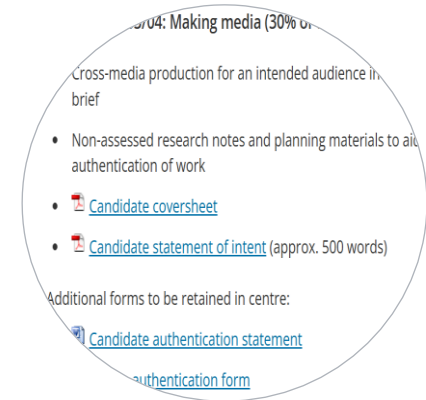 /04: Making media (30%
Cross-media production for an intended audience in
brief
• Non-assessed research notes and planning materials to aid
authentication of work
• Candidate coversheet
• Candidate statement of intent (approx. 500 words)
Additional forms to be retained in centre:
Candidate authentication statement
authentication form